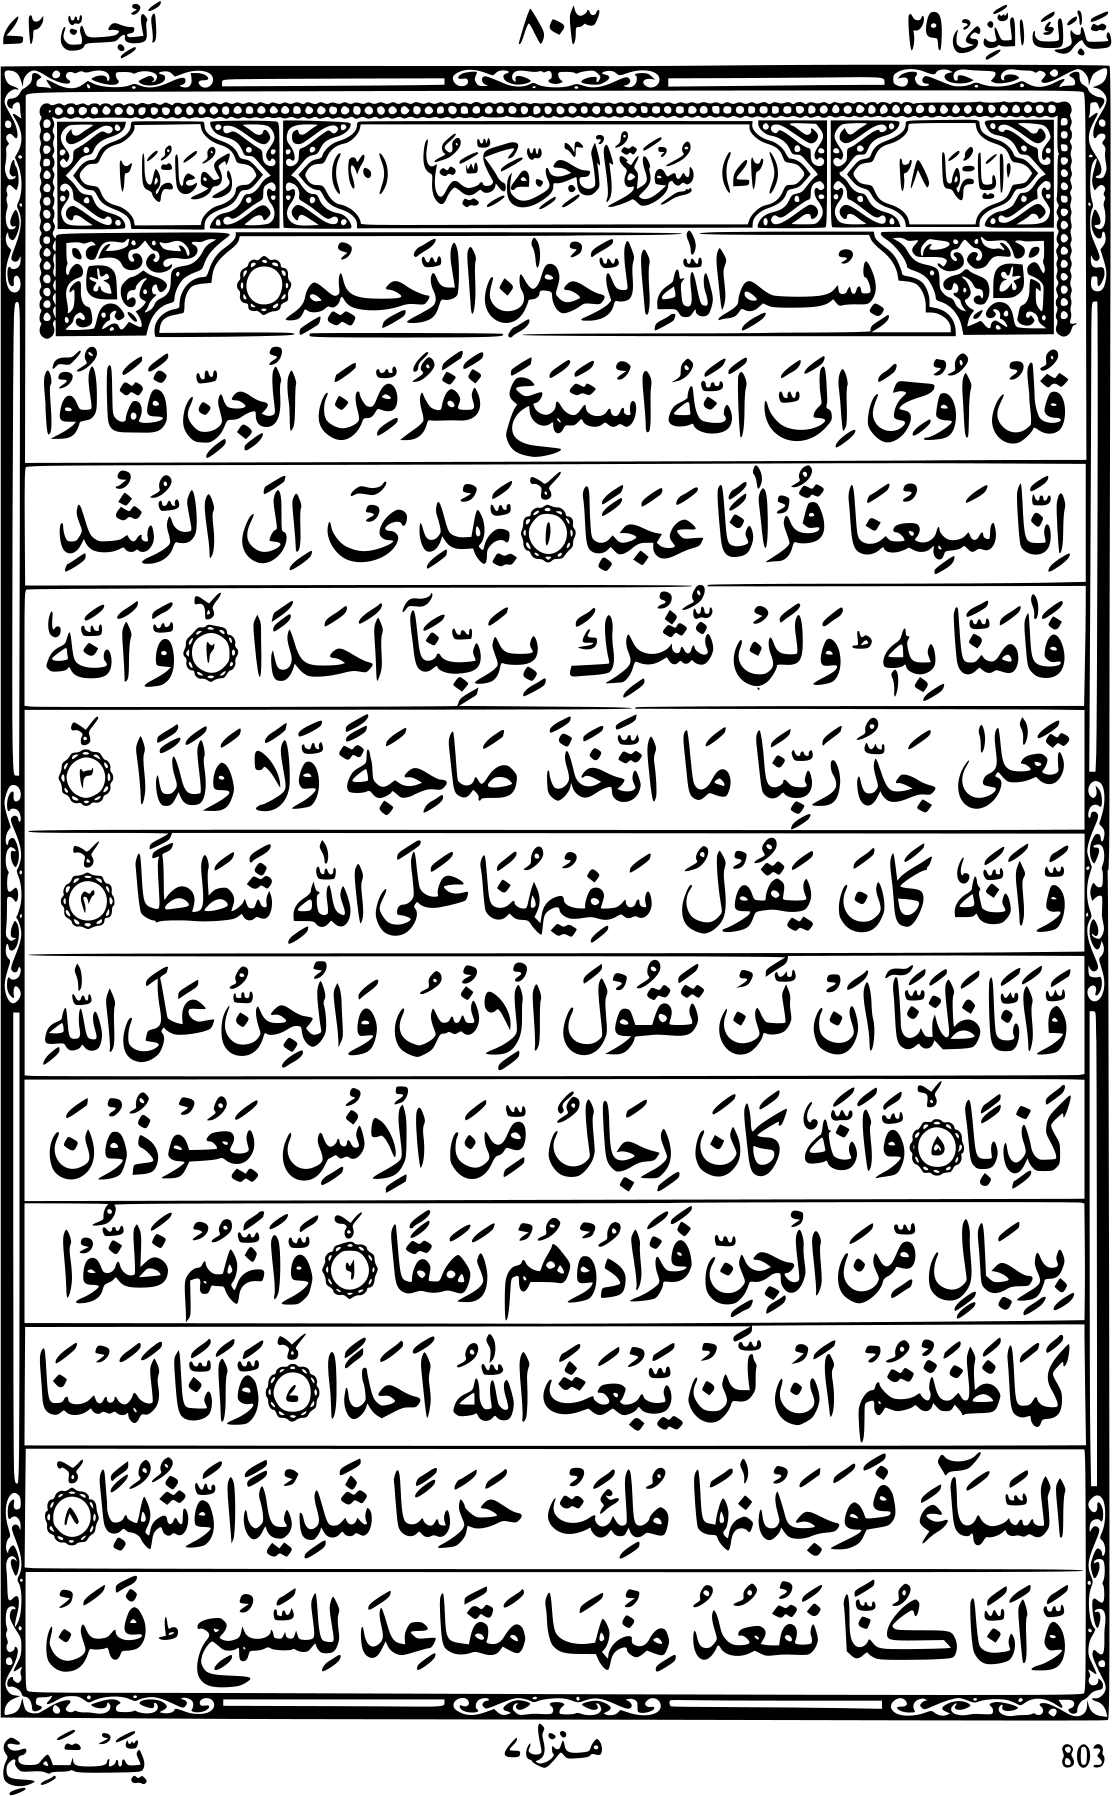 تَبٰرَكَ الَّذِیْ ۲۹ ۸۰۳ اَلْجِنّ ۷۲
اٰیَاتُهَا ۲۸ (۷۲) سُوْرَةُ الْجِنِّ مَكِّیَّةٌ (۴۰) رُكُوْعَاتُهَا ۲
بِسْمِ اللّٰهِ الرَّحْمٰنِ الرَّحِیْمِ
قُلْ اُوْحِیَ اِلَیَّ اَنَّهُ اسْتَمَعَ نَفَرٌ مِّنَ الْجِنِّ فَقَالُوْۤا
اِنَّا سَمِعْنَا قُرْاٰنًا عَجَبًا ۙ‏﴿۱﴾ یَّهْدِیْۤ اِلَی الرُّشْدِ
فَاٰمَنَّا بِهٖ ؕ وَ لَنْ نُّشْرِكَ بِرَبِّنَاۤ اَحَدًا ۙ‏﴿۲﴾ وَّ اَنَّهٗ
تَعٰلٰی جَدُّ رَبِّنَا مَا اتَّخَذَ صَاحِبَةً وَّ لَا وَلَدًا ۙ‏﴿۳﴾
وَّ اَنَّهٗ كَانَ یَقُوْلُ سَفِیْهُنَا عَلَی اللّٰهِ شَطَطًا ۙ‏﴿۴﴾
وَّ اَنَّا ظَنَنَّاۤ اَنْ لَّنْ تَقُوْلَ الْاِنْسُ وَ الْجِنُّ عَلَی اللّٰهِ
كَذِبًا ۙ‏﴿۵﴾ وَّ اَنَّهٗ كَانَ رِجَالٌ مِّنَ الْاِنْسِ یَعُوْذُوْنَ
بِرِجَالٍ مِّنَ الْجِنِّ فَزَادُوْهُمْ رَهَقًا ۙ‏﴿۶﴾ وَّ اَنَّهُمْ ظَنُّوْا
كَمَا ظَنَنْتُمْ اَنْ لَّنْ یَّبْعَثَ اللّٰهُ اَحَدًا ۙ‏﴿۷﴾ وَّ اَنَّا لَمَسْنَا
السَّمَآءَ فَوَجَدْنٰهَا مُلِئَتْ حَرَسًا شَدِیْدًا وَّ شُهُبًا ۙ‏﴿۸﴾
وَّ اَنَّا كُنَّا نَقْعُدُ مِنْهَا مَقَاعِدَ لِلسَّمْعِ ؕ فَمَنْ
803 منزل ۷ یَّسْتَمِعِ